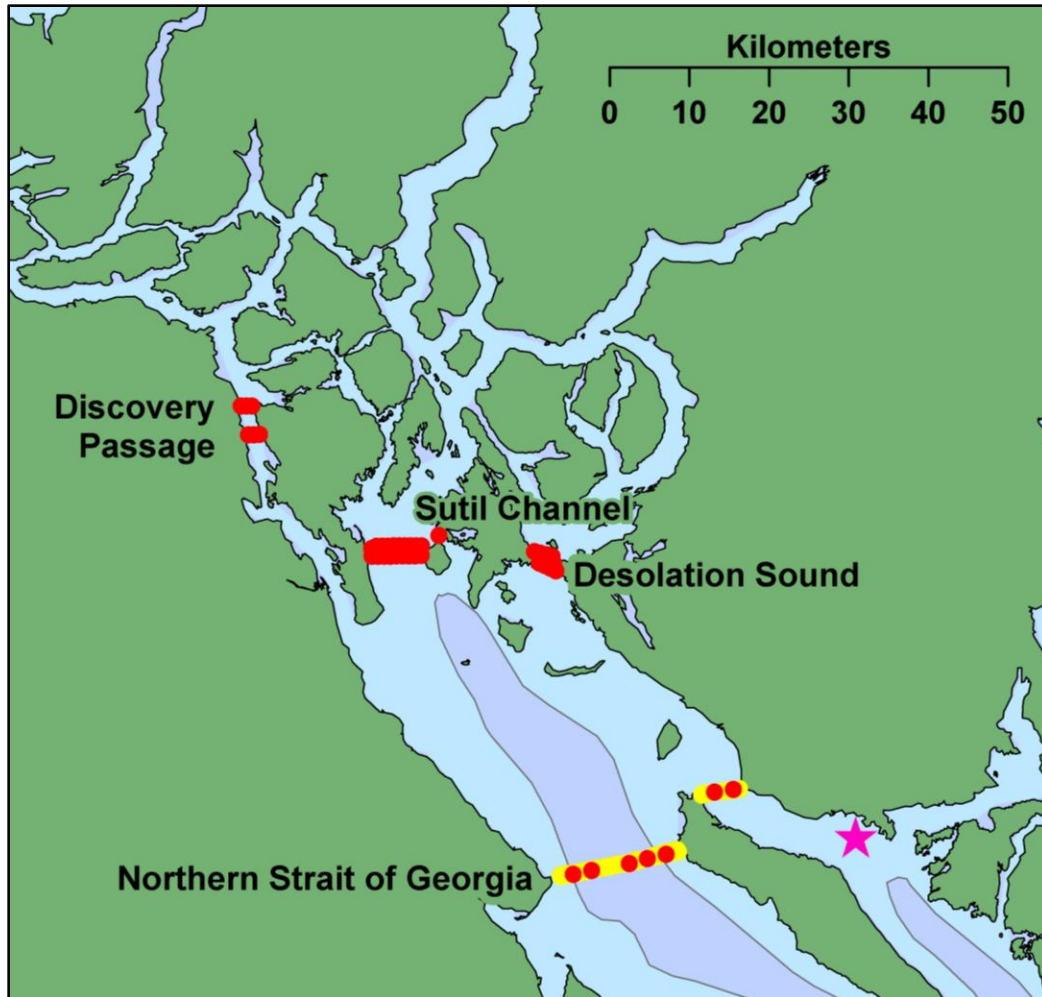 Kilometers
0 10 20 30 40 50
Discovery
Passage
Sutil Channel
Desolation Sound
Northern Strait of Georgia